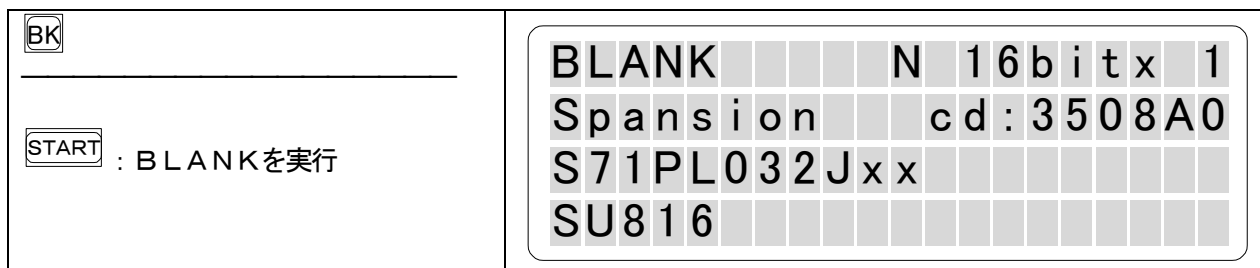 BK
START : BLANKを実行
BLANK N 16bitx 1
Spansion cd:3508A0
S71PL032Jxx
SU816